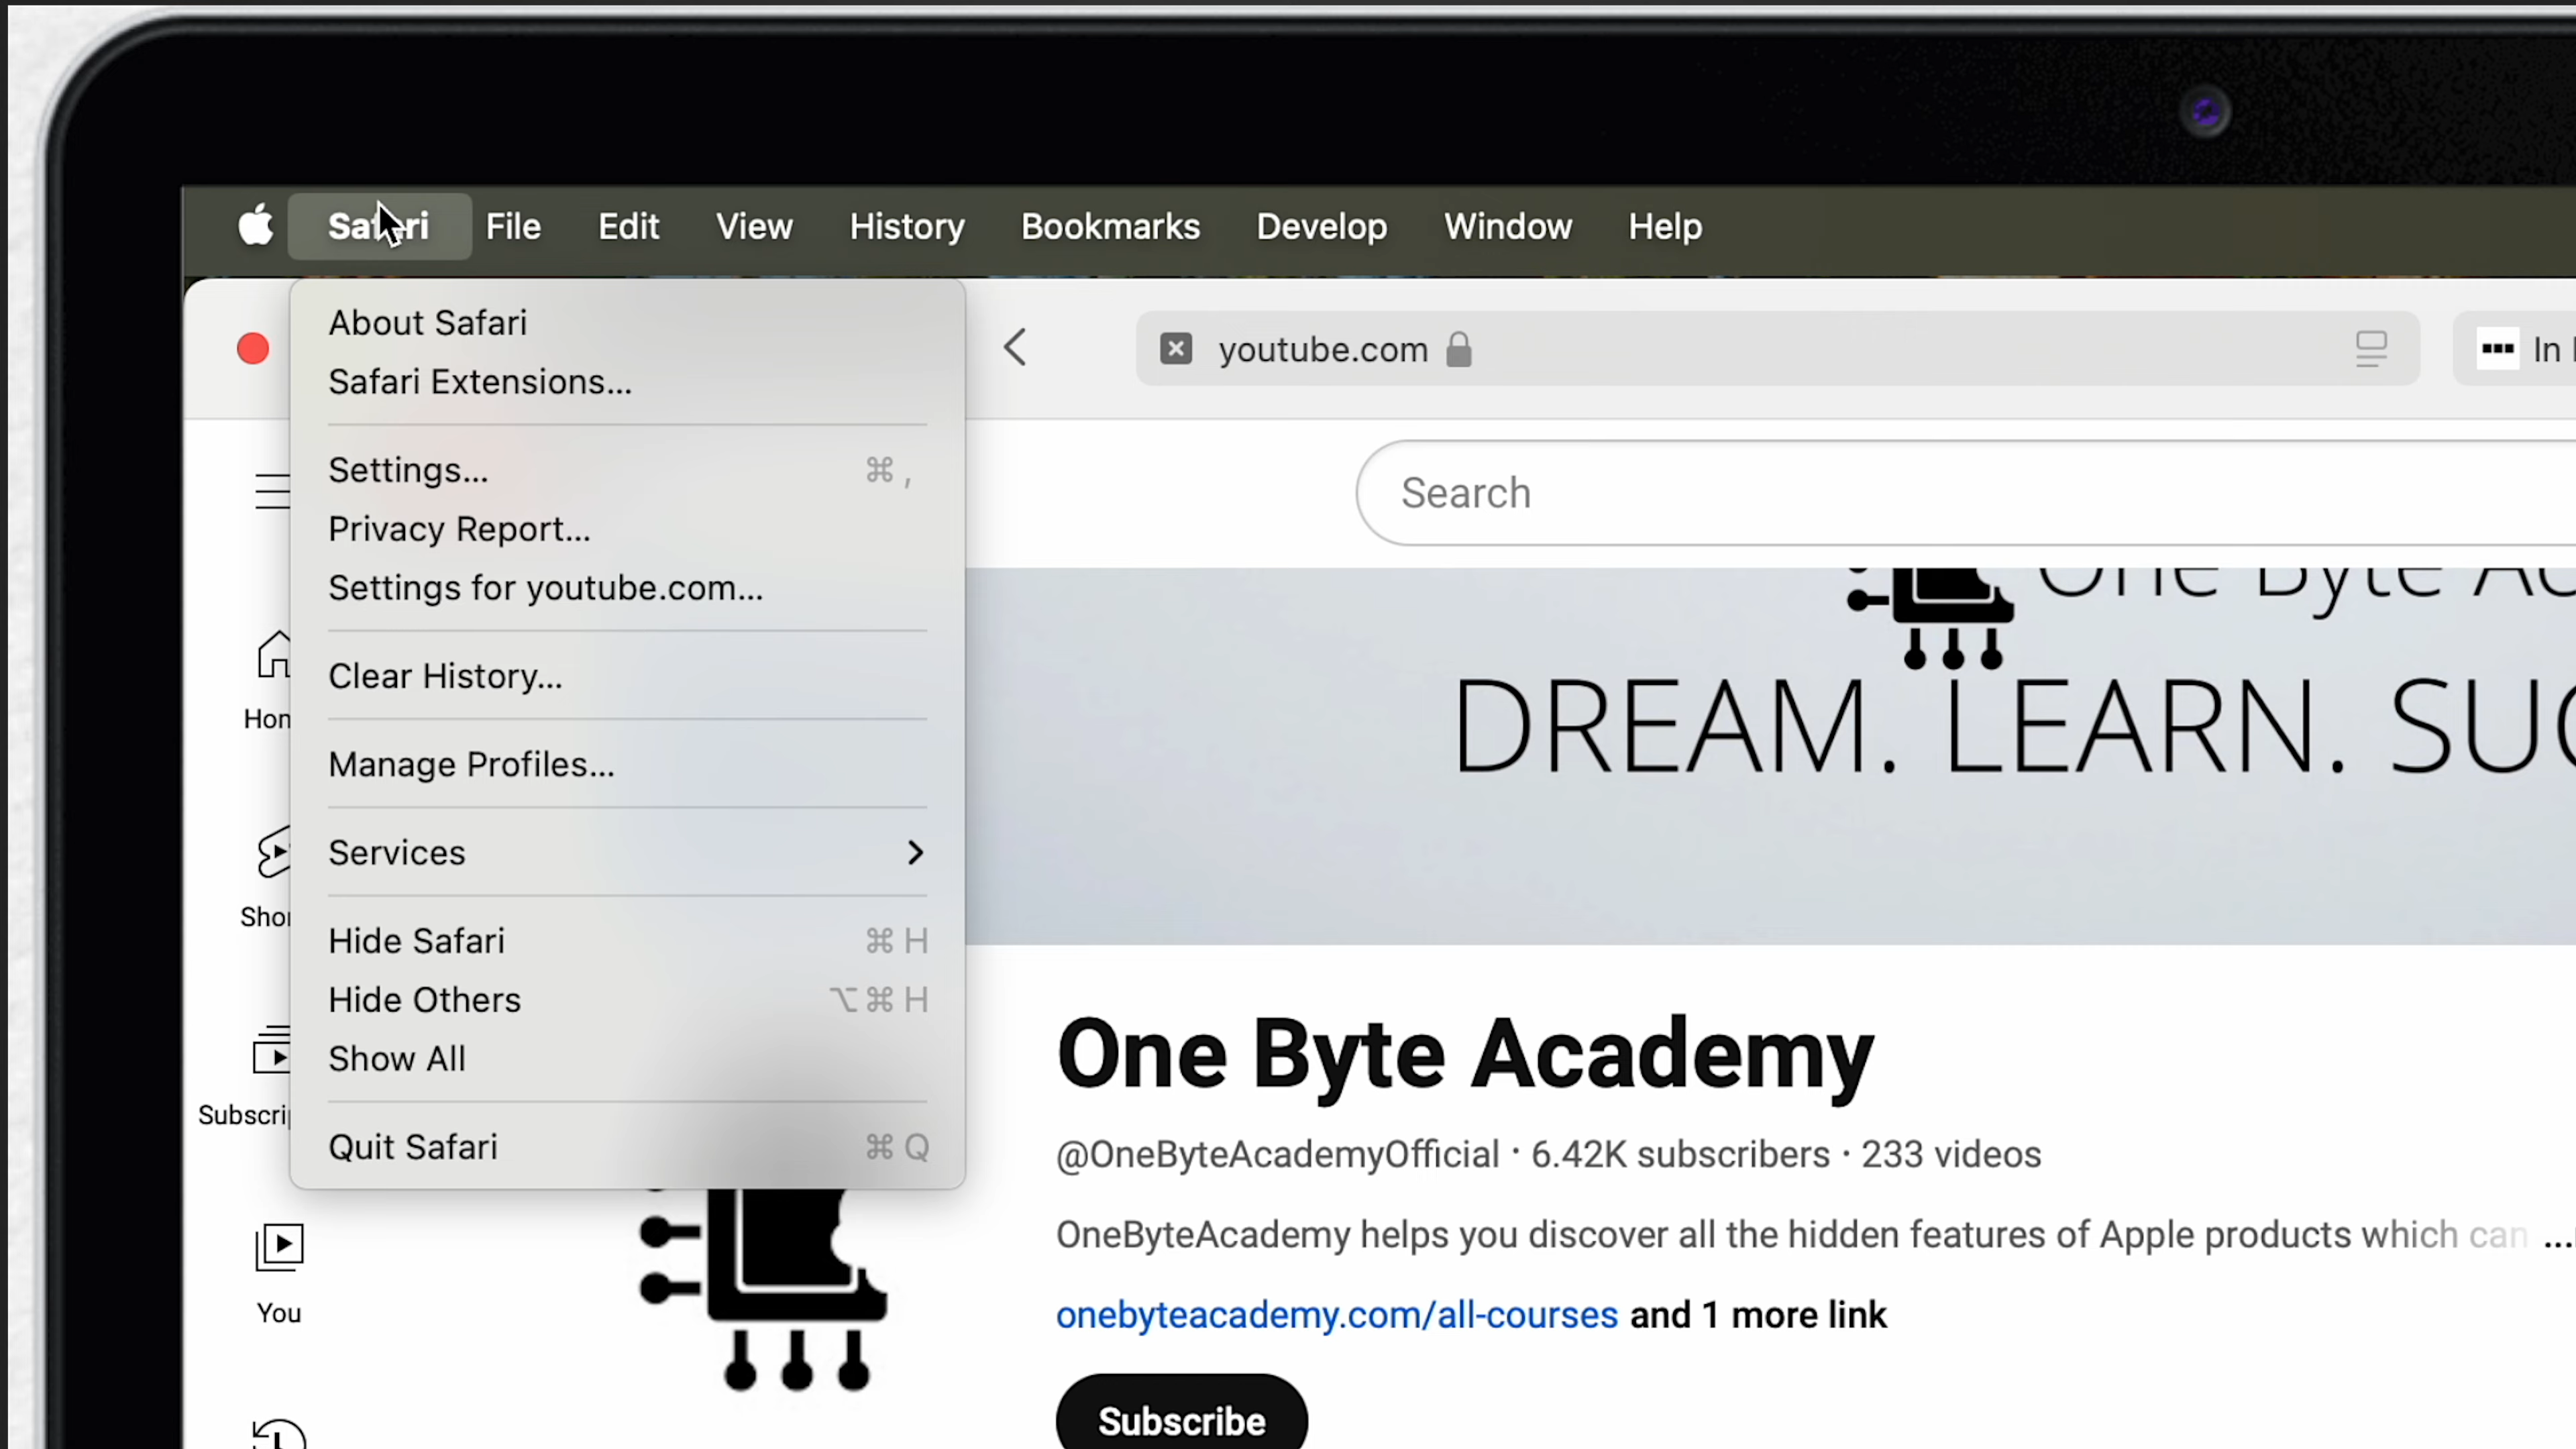 Safari File Edit View History Bookmarks Develop Window Help
About Safari
Safari Extensions...
Settings... ⌘ ,
Privacy Report...
Settings for youtube.com...
Clear History...
Manage Profiles...
Services
Hide Safari ⌘ H
Hide Others ⌥ ⌘ H
Show All
Quit Safari ⌘ Q
youtube.com
In
Search
You
One Byte
DREAM. LEARN.
One Byte Academy
@OneByteAcademyOfficial · 6.42K subscribers · 233 videos
OneByteAcademy helps you discover all the hidden features of Apple products which can ...
onebyteacademy.com/all-courses and 1 more link
Subscribe